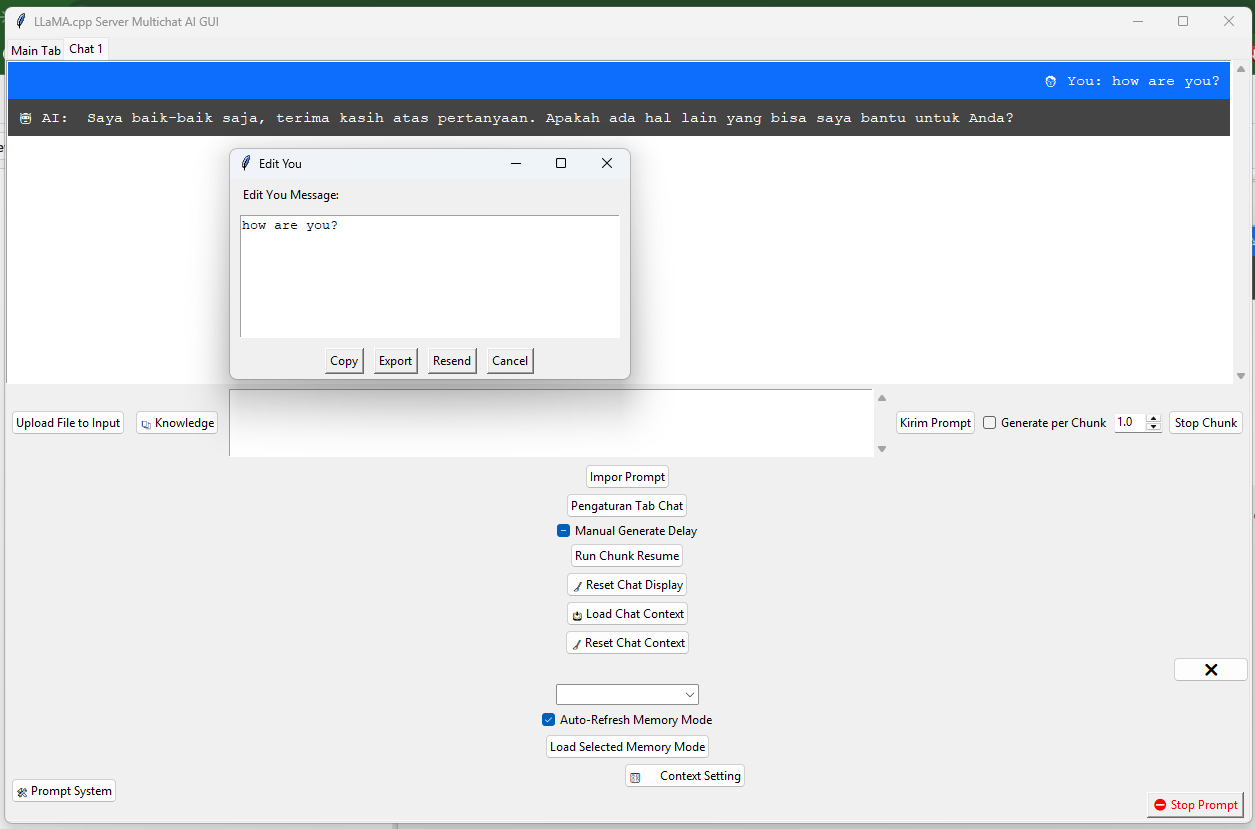 LLaMA.cpp Server Multichat AI GUI
Main Tab Chat 1
You: how are you?
AI: Saya baik-baik saja, terima kasih atas pertanyaan. Apakah ada hal lain yang bisa saya bantu untuk Anda?
Edit You
Edit You Message:
how are you?
Copy Export Resend Cancel
Upload File to Input Knowledge Kirim Prompt Generate per Chunk 1.0 Stop Chunk
Impor Prompt
Pengaturan Tab Chat
Manual Generate Delay
Run Chunk Resume
Reset Chat Display
Load Chat Context
Reset Chat Context
Auto-Refresh Memory Mode
Load Selected Memory Mode
Context Setting
Prompt System
Stop Prompt